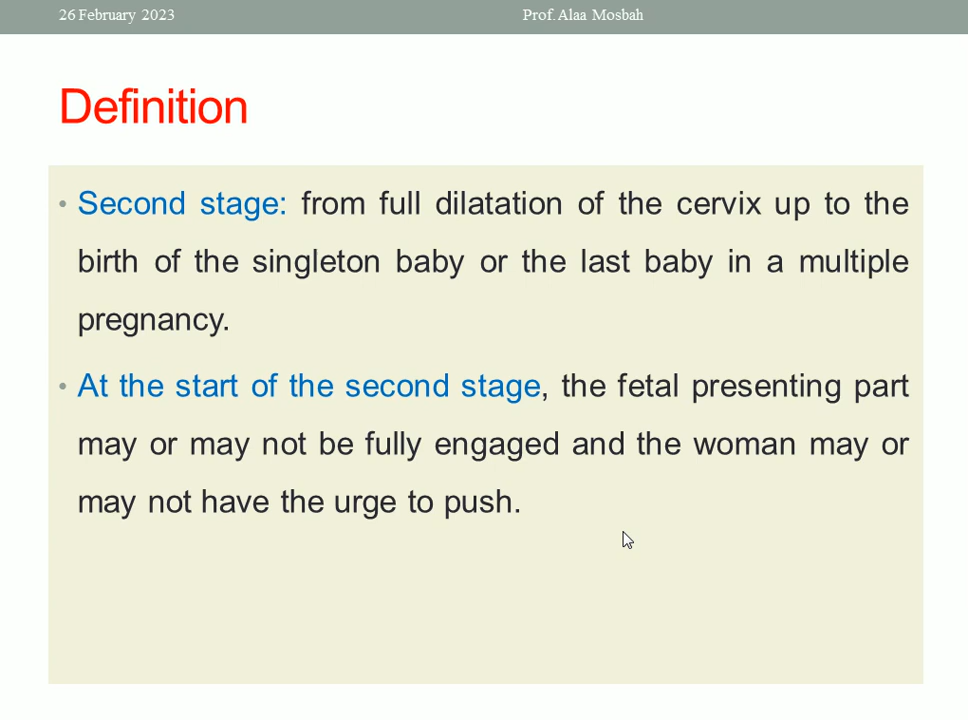 26 February 2023
Prof. Alaa Mosbah
Definition
• Second stage: from full dilatation of the cervix up to the
birth of the singleton baby or the last baby in a multiple
pregnancy.
• At the start of the second stage, the fetal presenting part
may or may not be fully engaged and the woman may or
may not have the urge to push.